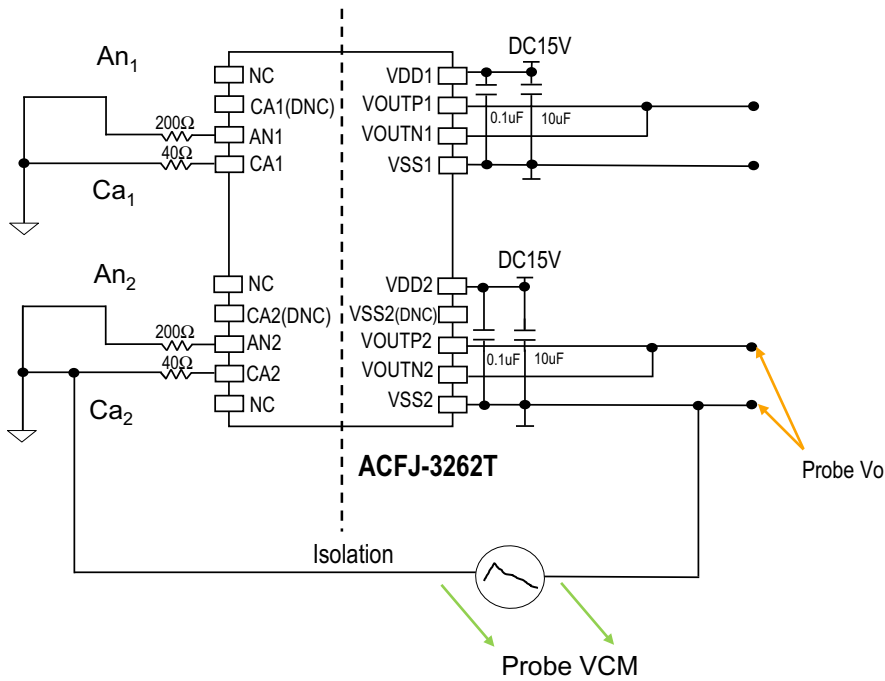 An1
DC15V
NC
VDD1
CA1(DNC)
VOUTP1
0.1uF
10uF
200Ω
AN1
VOUTN1
40Ω
CA1
VSS1
Ca1
An2
DC15V
NC
VDD2
CA2(DNC)
VSS2(DNC)
200Ω
AN2
VOUTP2
0.1uF
10uF
40Ω
CA2
VOUTN2
Ca2
NC
VSS2
ACFJ-3262T
Probe Vo
Isolation
Probe VCM